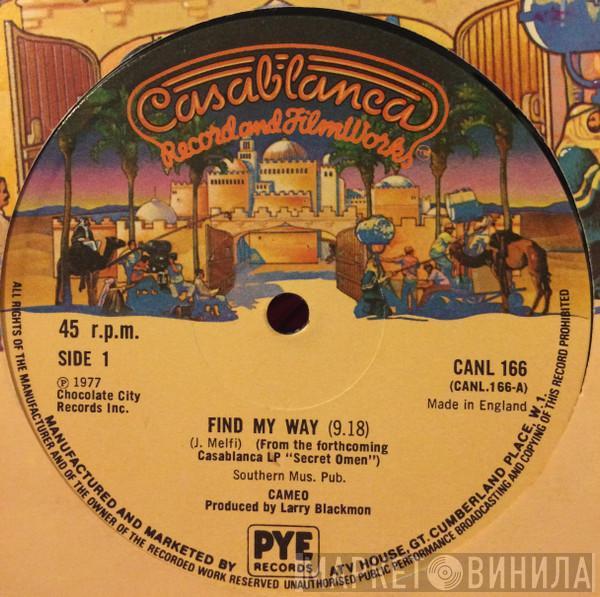 Casablanca
Record and FilmWorks
TM
45 r.p.m.
SIDE 1
℗ 1977
Chocolate City
Records Inc.
CANL 166
(CANL.166-A)
Made in England
FIND MY WAY (9.18)
(J. Melfi) (From the forthcoming
Casablanca LP "Secret Omen")
Southern Mus. Pub.
CAMEO
Produced by Larry Blackmon
MANUFACTURED AND MARKETED BY
PYE
RECORDS
ATV HOUSE, GT. CUMBERLAND PLACE, W.1.
ALL RIGHTS OF THE MANUFACTURER AND OF THE OWNER OF THE RECORDED WORK RESERVED UNAUTHORISED PUBLIC PERFORMANCE BROADCASTING AND COPYING OF THIS RECORD PROHIBITED
МАРКЕТ ВИНИЛА